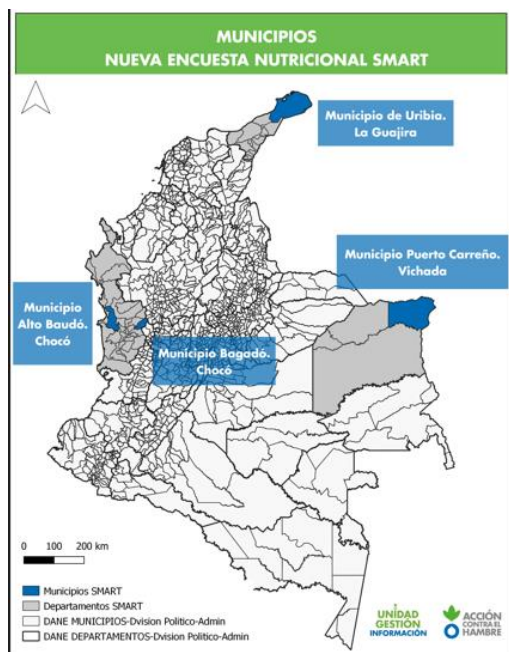 MUNICIPIOS
NUEVA ENCUESTA NUTRICIONAL SMART
Municipio de Uribia.
La Guajira
Municipio Puerto Carreño.
Vichada
Municipio
Alto Baudó.
Chocó
Municipio Bagadó.
Chocó
0 100 200 km
Municipios SMART
Departamentos SMART
DANE MUNICIPIOS-Dvision Politico-Admin
DANE DEPARTAMENTOS-Dvision Politico-Admin
UNIDAD
GESTIÓN
INFORMACIÓN
ACCIÓN
CONTRA EL
HAMBRE